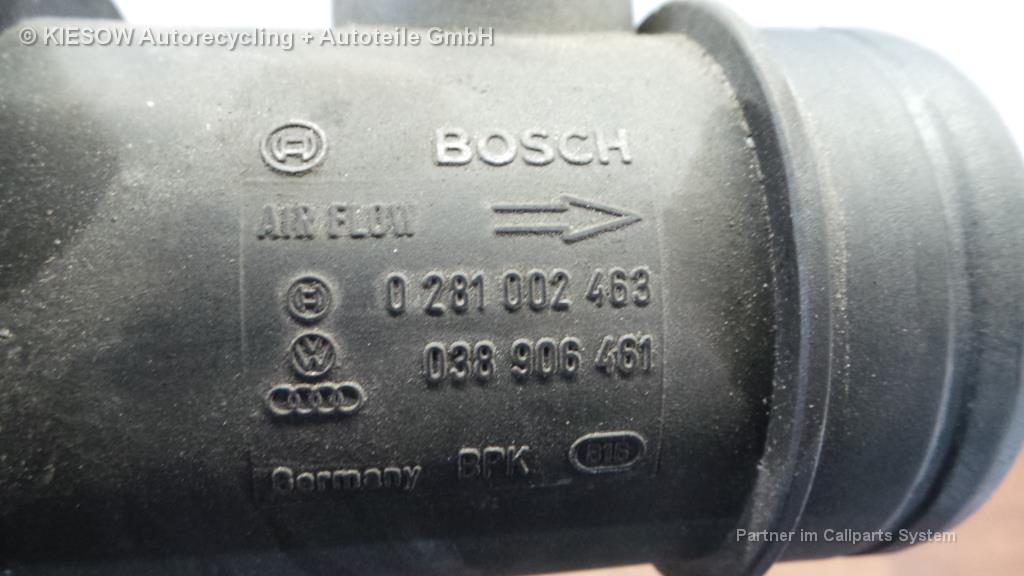 © KIESOW Autorecycling + Autoteile GmbH
BOSCH
AIR FLOW
0 281 002 463
038 906 461
Germany BPK
Partner im Callparts System